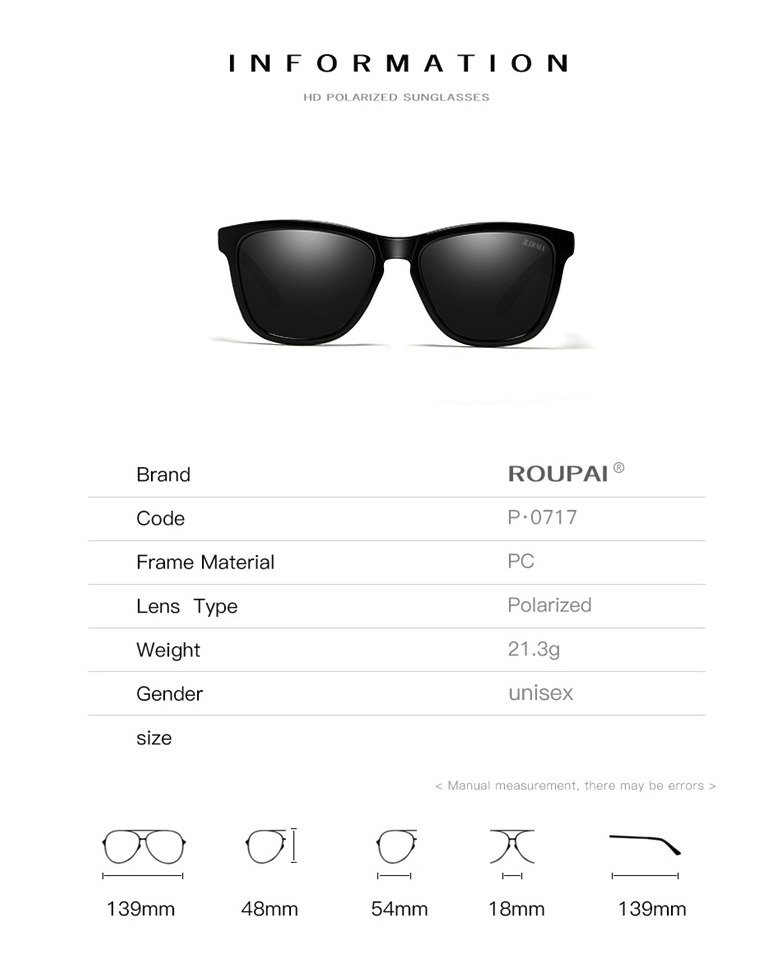 INFORMATION
HD POLARIZED SUNGLASSES
Brand ROUPAI®
Code P·0717
Frame Material PC
Lens Type Polarized
Weight 21.3g
Gender unisex
size
< Manual measurement, there may be errors >
139mm 48mm 54mm 18mm 139mm